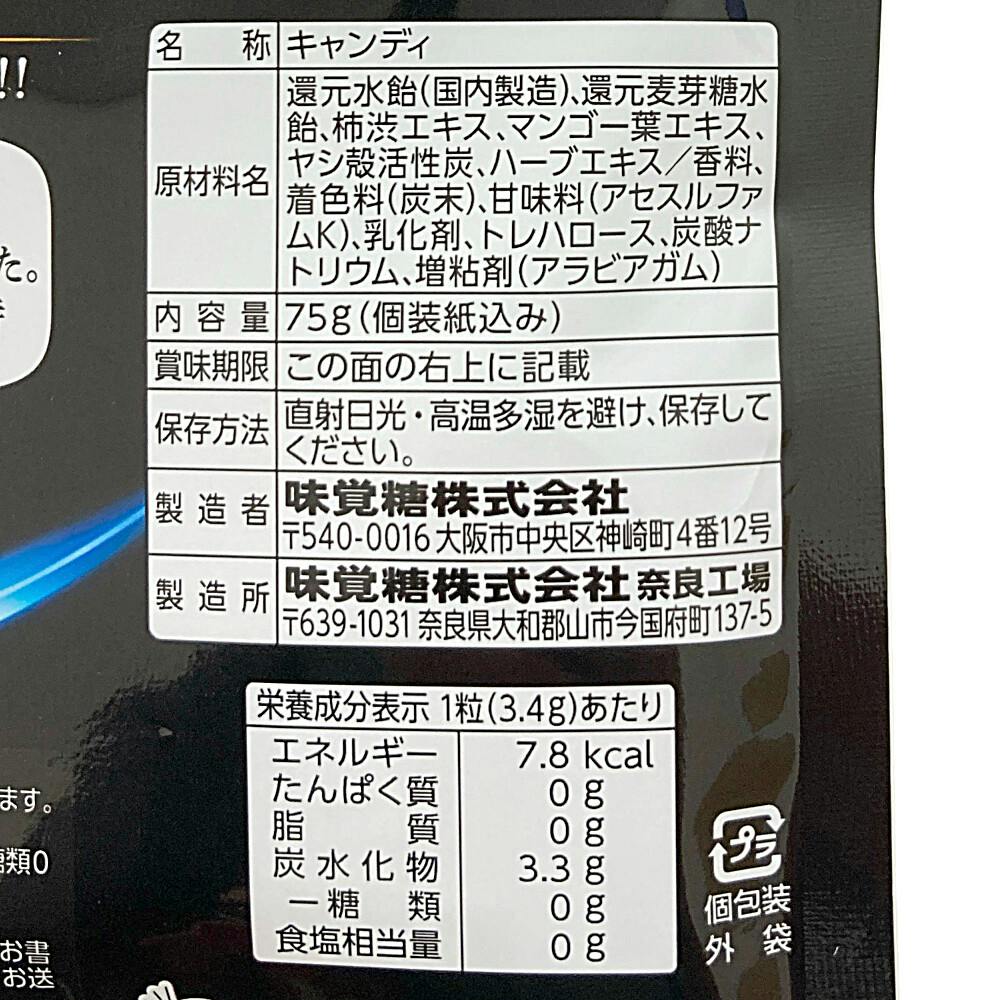 !!
た。
名称 キャンディ
原材料名 還元水飴(国内製造)、還元麦芽糖水
飴、柿渋エキス、マンゴー葉エキス、
ヤシ殻活性炭、ハーブエキス/香料、
着色料(炭末)、甘味料(アセスルファ
ムK)、乳化剤、トレハロース、炭酸ナ
トリウム、増粘剤(アラビアガム)
内容量 75g(個装紙込み)
賞味期限 この面の右上に記載
保存方法 直射日光・高温多湿を避け、保存して
ください。
製造者 味覚糖株式会社
〒540-0016 大阪市中央区神崎町4番12号
製造所 味覚糖株式会社 奈良工場
〒639-1031 奈良県大和郡山市今国府町137-5
栄養成分表示 1粒(3.4g)あたり
エネルギー 7.8 kcal
たんぱく質 0 g
脂質 0 g
炭水化物 3.3 g
ー糖類 0 g
食塩相当量 0 g
ます。
糖類0
お書
お送
プラ
個包装
外袋